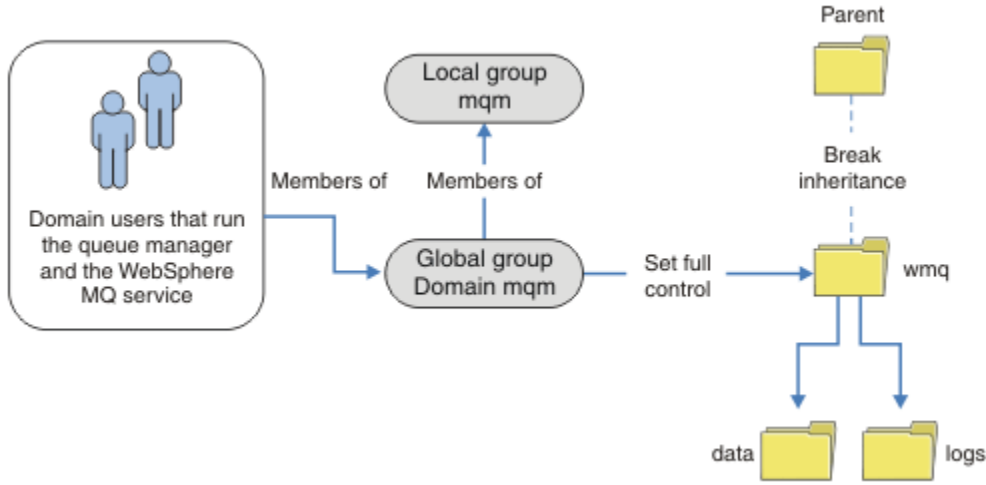 Parent
Local group
mqm
Break
inheritance
Members of
Members of
Domain users that run
the queue manager
and the WebSphere
MQ service
Global group
Domain mqm
Set full
control
wmq
data
logs